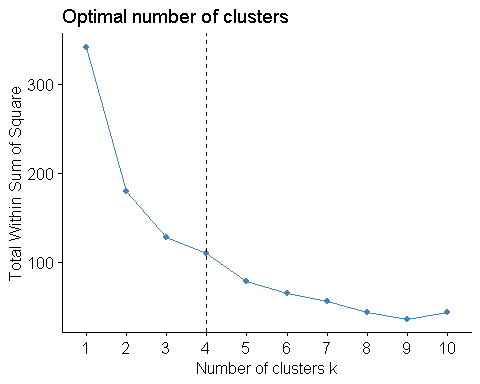 Optimal number of clusters
Total Within Sum of Square
300
200
100
1 2 3 4 5 6 7 8 9 10
Number of clusters k